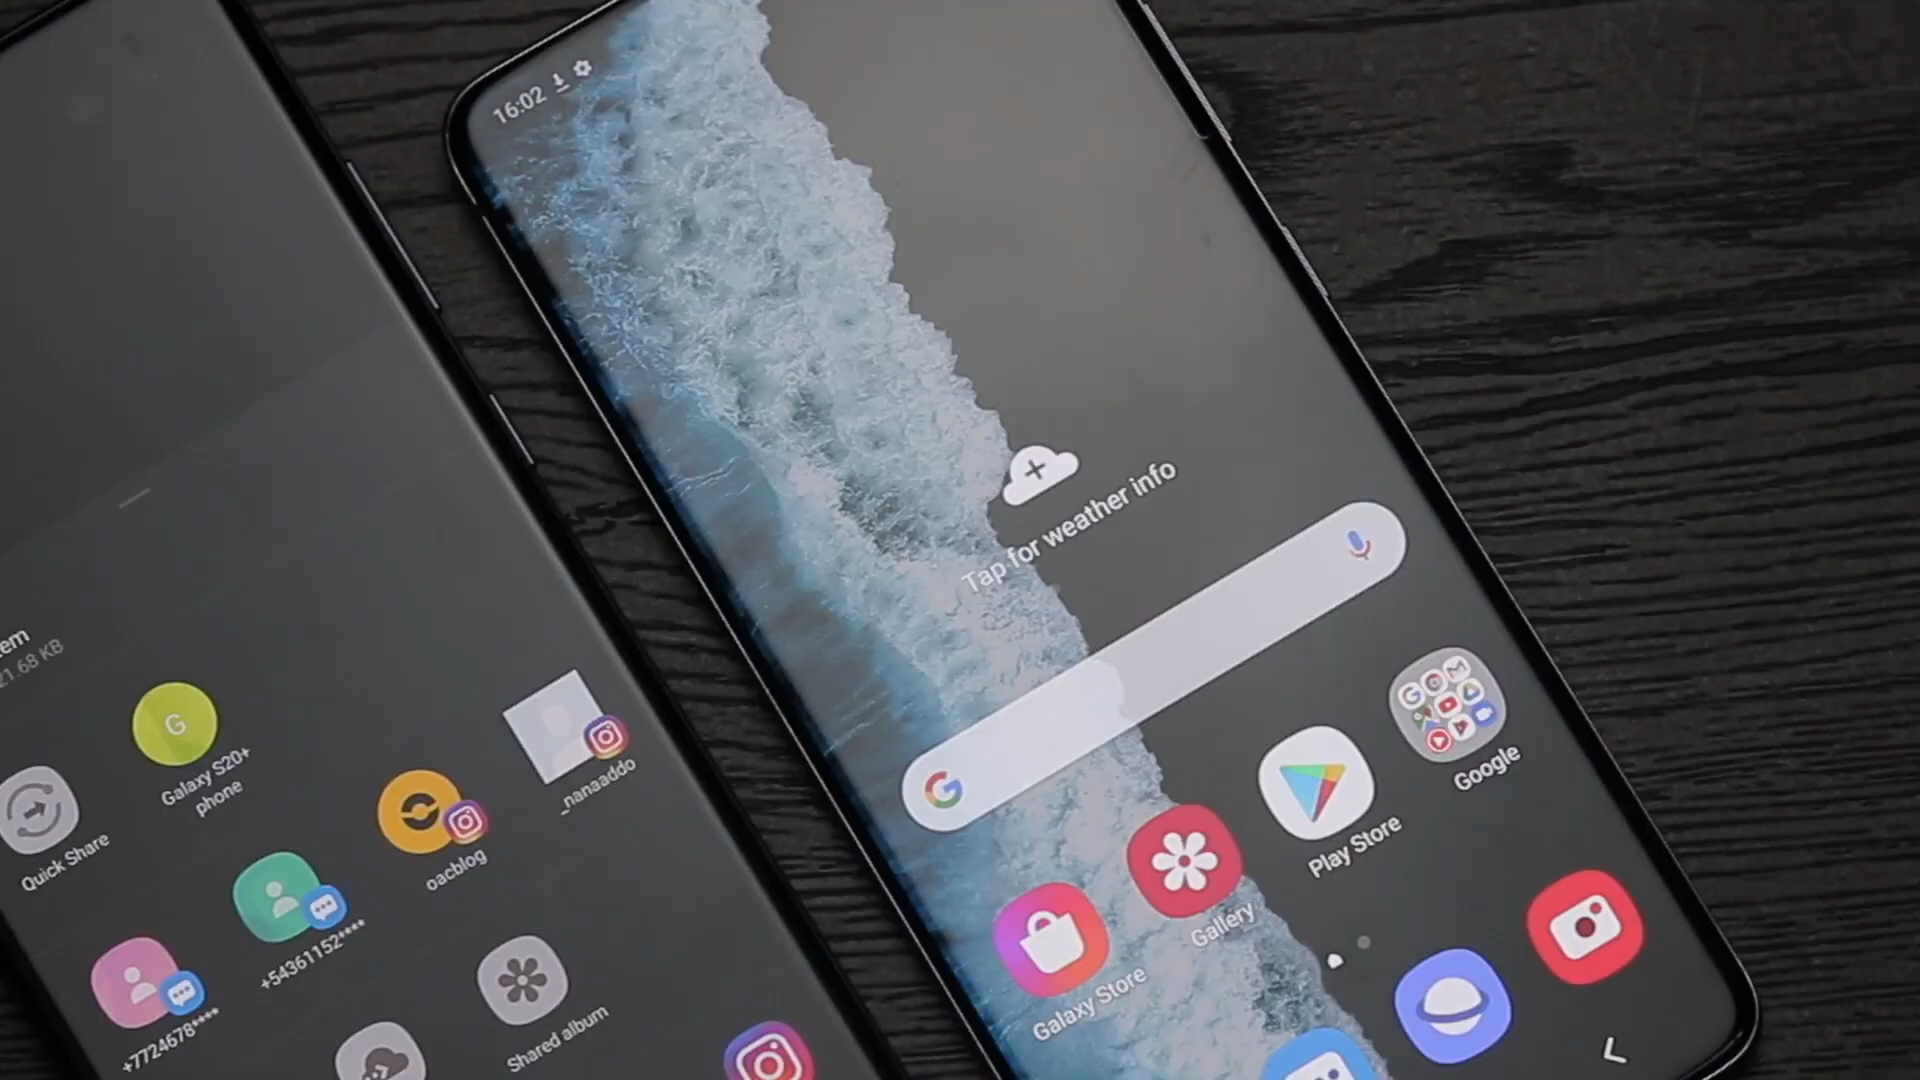 16:02
Tap for weather info
Google
Play Store
Gallery
Galaxy Store
21.68 KB
G
Galaxy S20+
phone
Quick Share
_nanaaddo
oacblog
+54361152****
+7724678****
Shared album